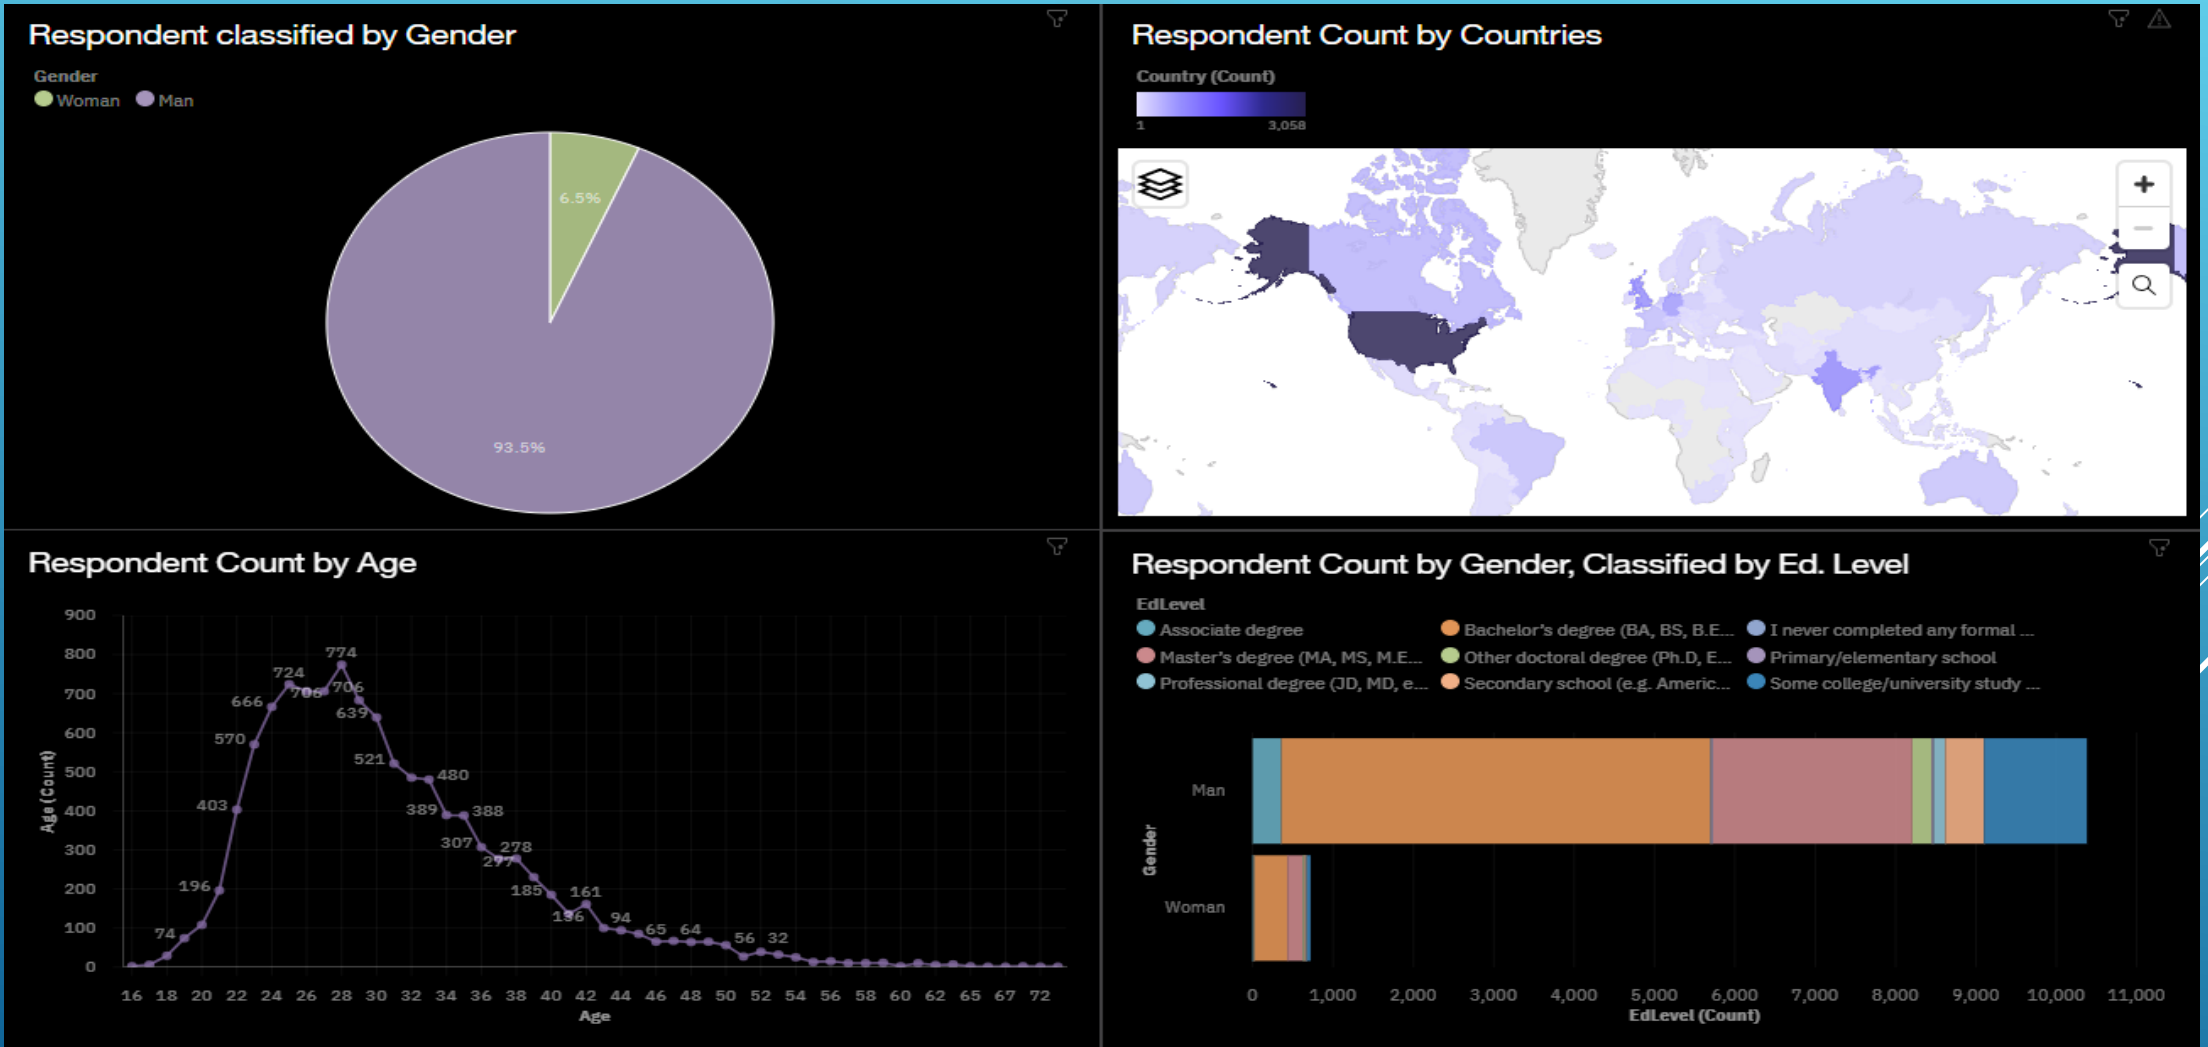 Respondent classified by Gender
Gender
Woman Man
6.5%
93.5%
Respondent Count by Countries
Country (Count)
1 3,058
Respondent Count by Age
Age (Count)
900
800
700
600
500
400
300
200
100
0
74
196
403
570
666
724
706
774
706
639
521
480
389
388
307
277
278
185
136
161
94
65
64
56
32
16 18 20 22 24 26 28 30 32 34 36 38 40 42 44 46 48 50 52 54 56 58 60 62 65 67 72
Age
Respondent Count by Gender, Classified by Ed. Level
EdLevel
Associate degree Bachelor's degree (BA, BS, B.E... I never completed any formal ...
Master's degree (MA, MS, M.E... Other doctoral degree (Ph.D, E... Primary/elementary school
Professional degree (JD, MD, e... Secondary school (e.g. Americ... Some college/university study ...
Gender
Man
Woman
0 1,000 2,000 3,000 4,000 5,000 6,000 7,000 8,000 9,000 10,000 11,000
EdLevel (Count)